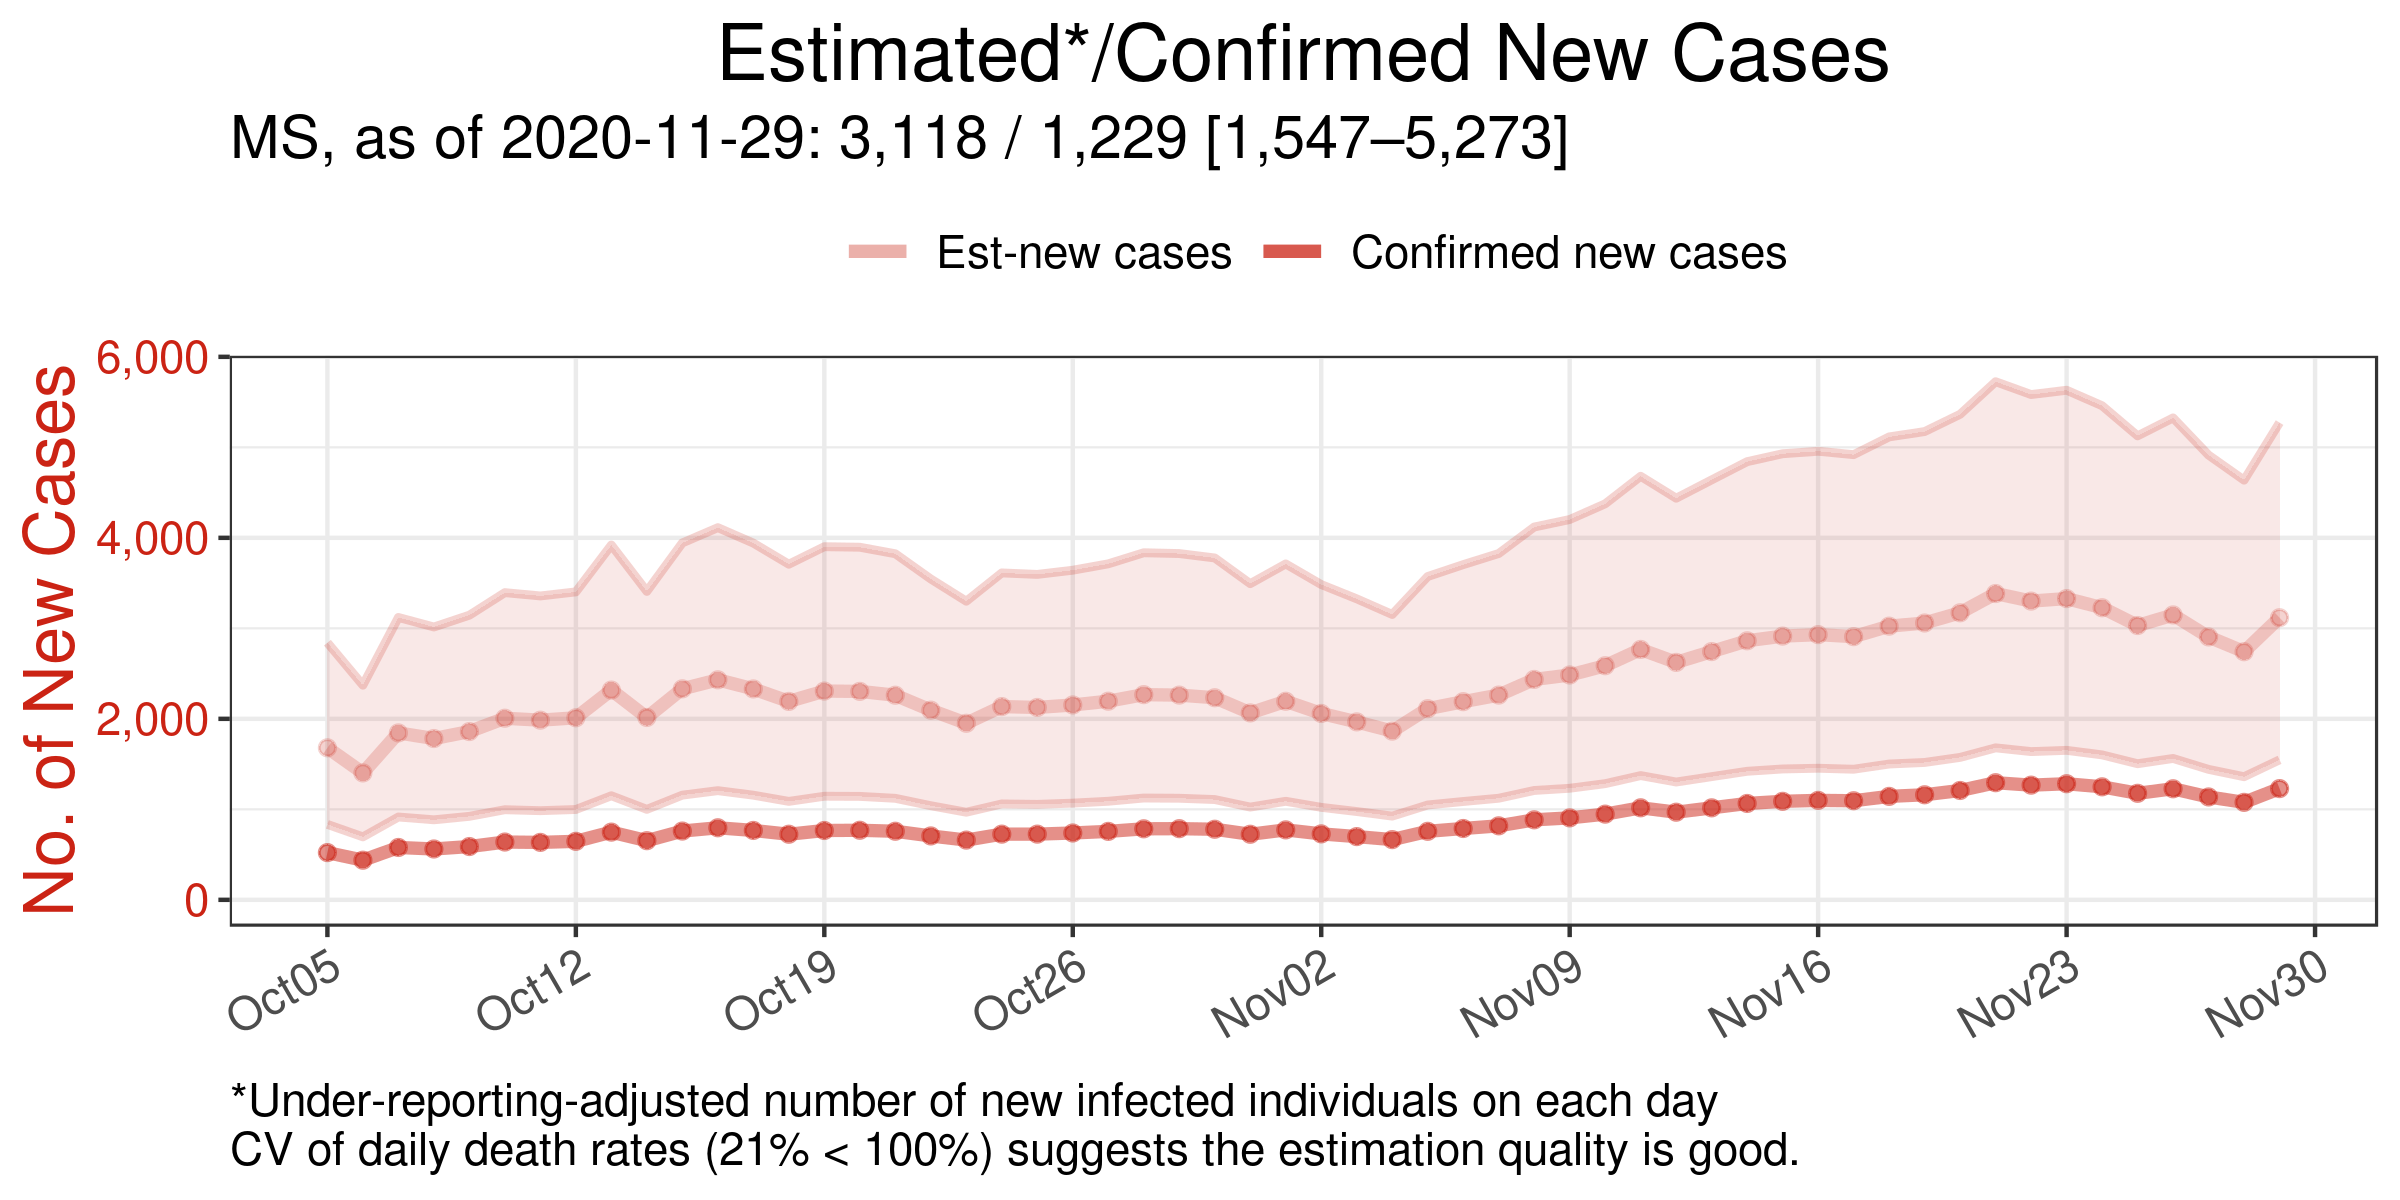 Estimated*/Confirmed New Cases
MS, as of 2020-11-29: 3,118 / 1,229 [1,547–5,273]
Est-new cases
Confirmed new cases
No. of New Cases
6,000
4,000
2,000
0
Oct05
Oct12
Oct19
Oct26
Nov02
Nov09
Nov16
Nov23
Nov30
*Under-reporting-adjusted number of new infected individuals on each day
CV of daily death rates (21% < 100%) suggests the estimation quality is good.